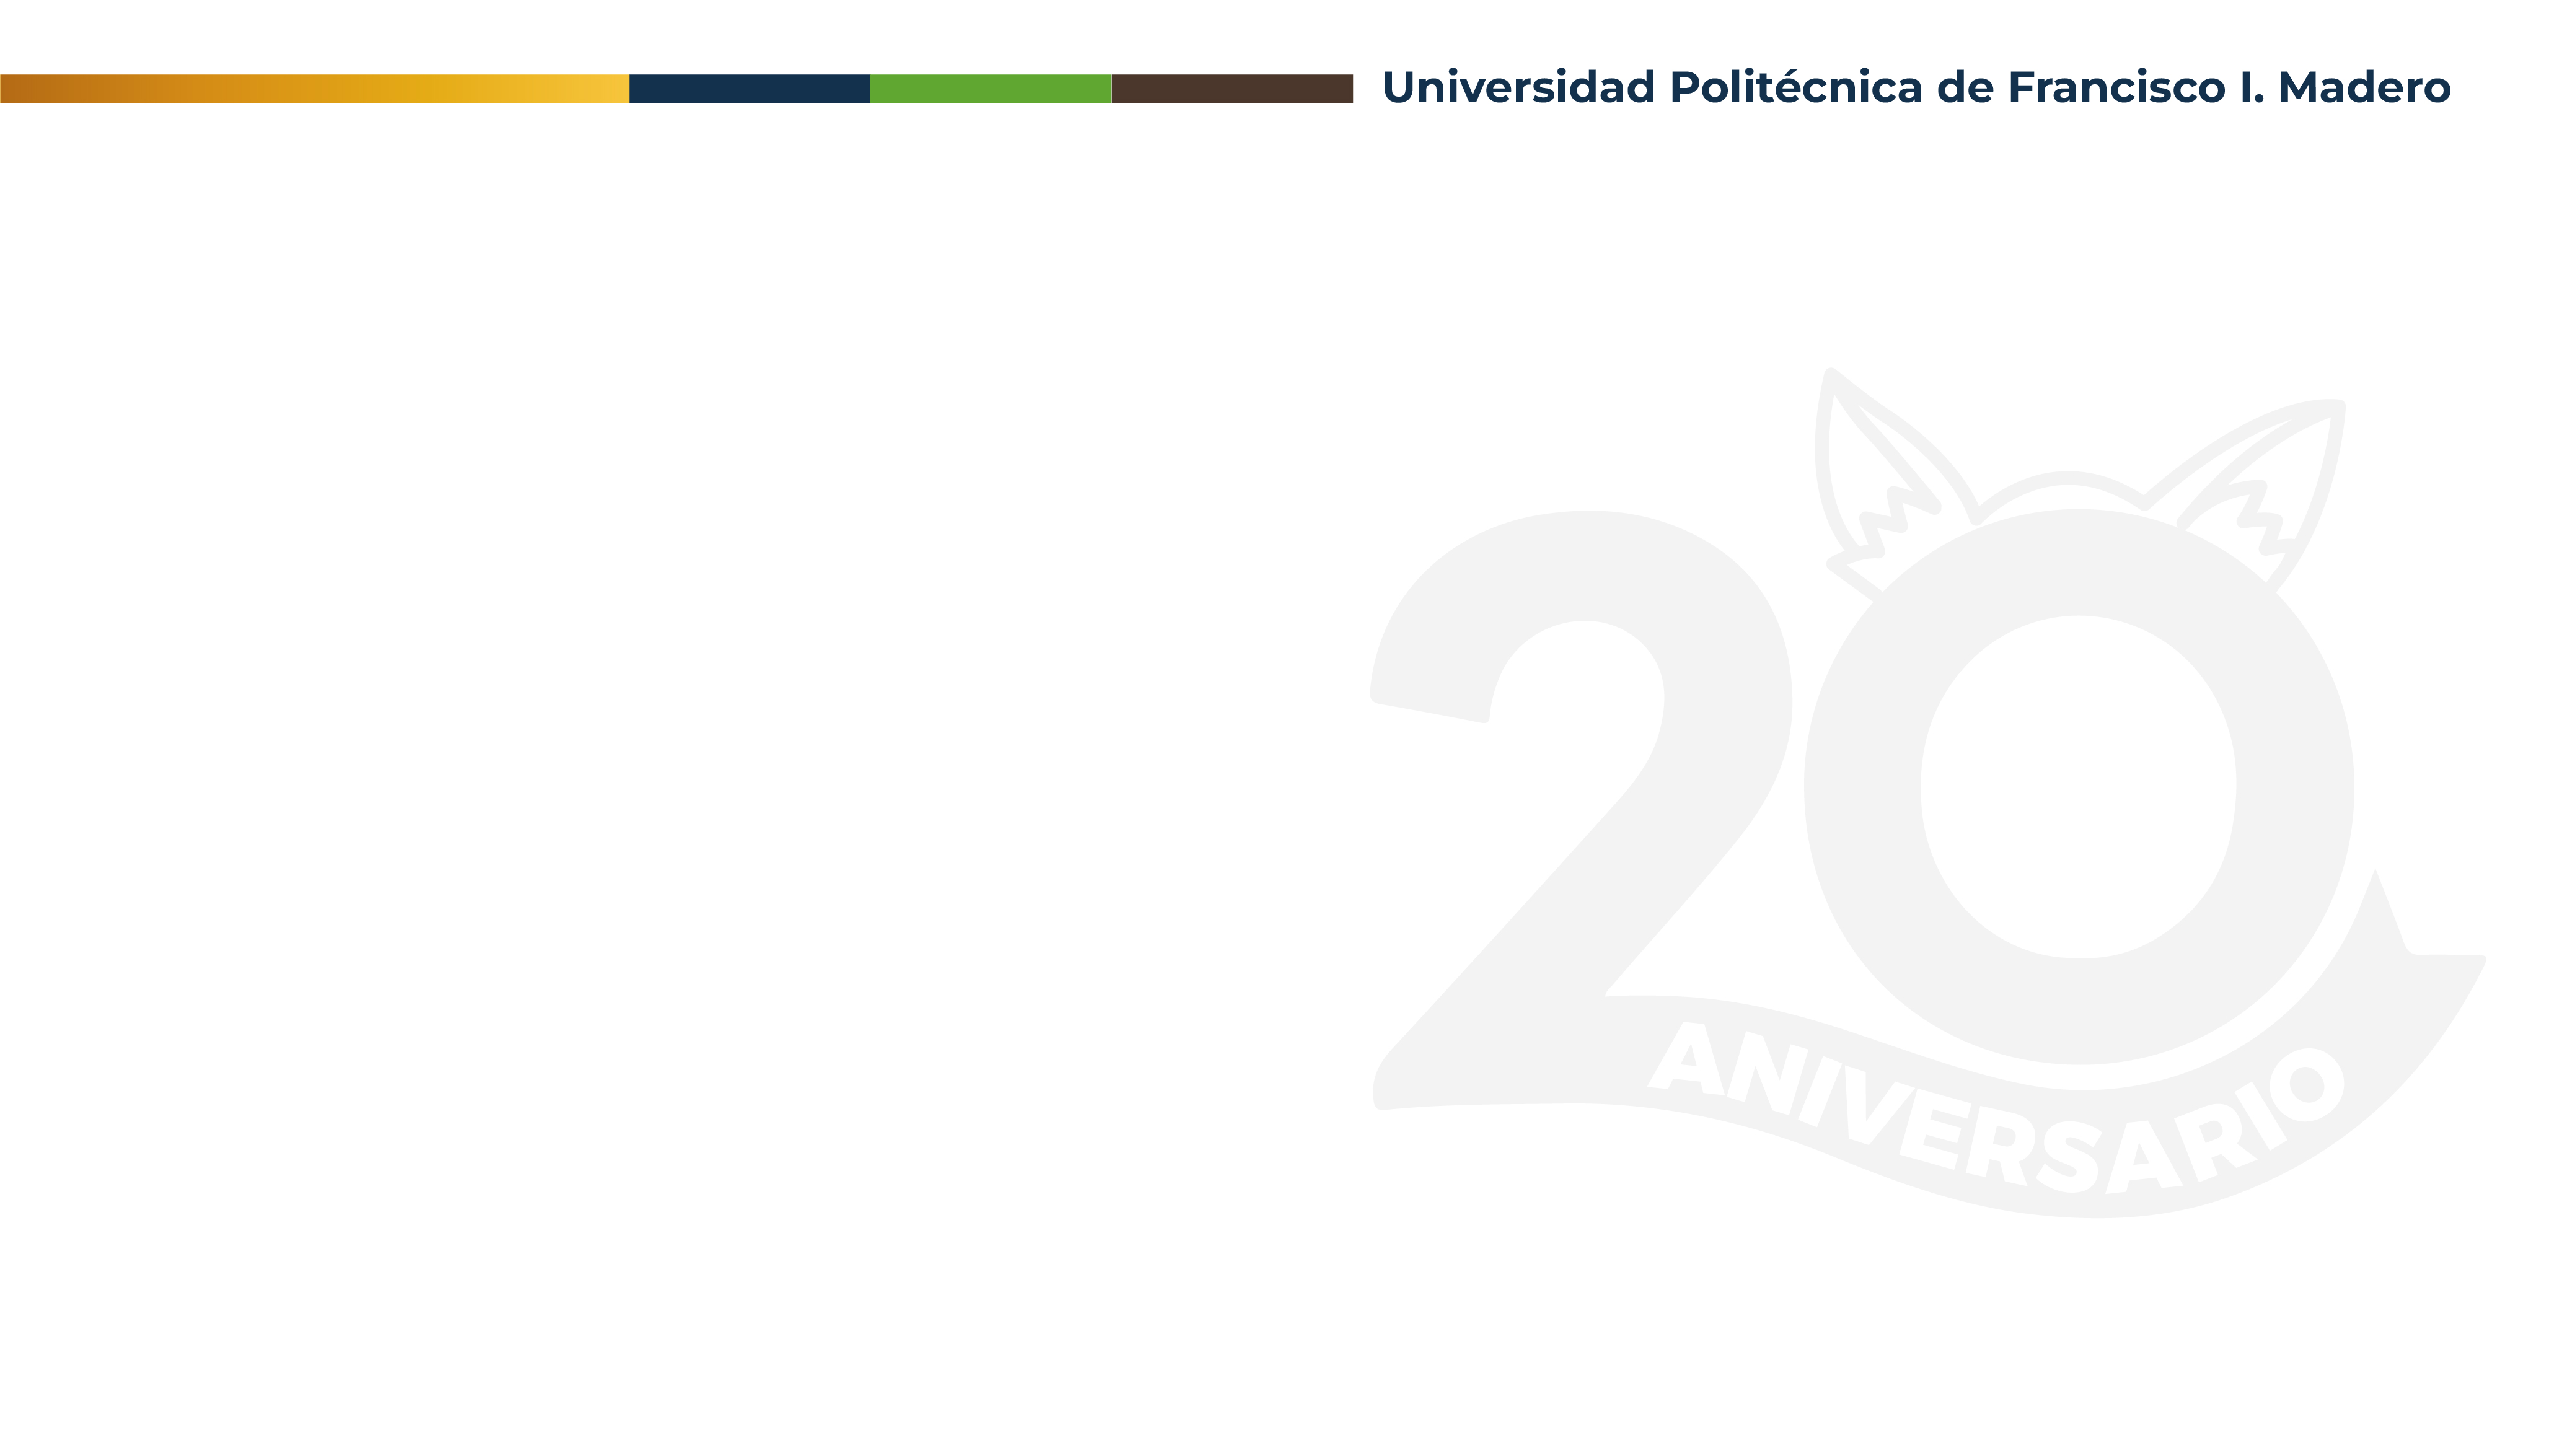 Universidad Politécnica de Francisco I. Madero
20
ANIVERSARIO